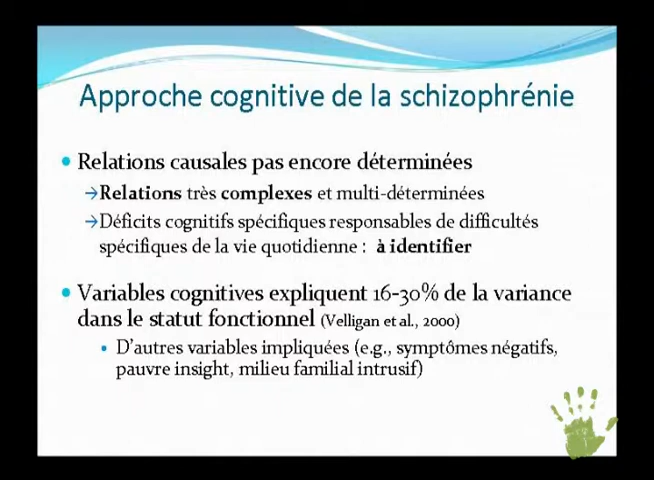 Approche cognitive de la schizophrénie
• Relations causales pas encore déterminées
→Relations très complexes et multi-déterminées
→Déficits cognitifs spécifiques responsables de difficultés
spécifiques de la vie quotidienne : à identifier
• Variables cognitives expliquent 16-30% de la variance
dans le statut fonctionnel (Velligan et al., 2000)
• D'autres variables impliquées (e.g., symptômes négatifs,
pauvre insight, milieu familial intrusif)